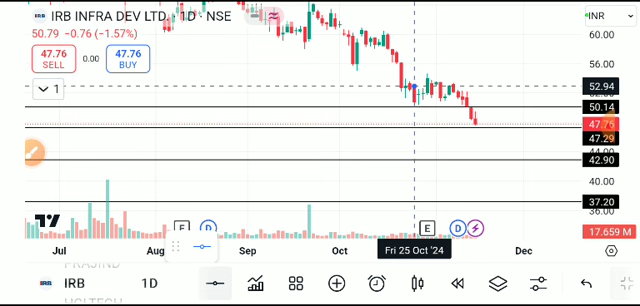 IRB INFRA DEV LTD. · 1D · NSE
INR
50.79 −0.76 (−1.57%)
60.00
47.76
SELL
0.00
47.76
BUY
56.00
1
52.94
50.14
47.76
47.29
44.00
42.90
40.00
37.20
36.00
E
D
E
D
17.659 M
Jul
Aug
Sep
Oct
Fri 25 Oct '24
Dec
IRB
1D